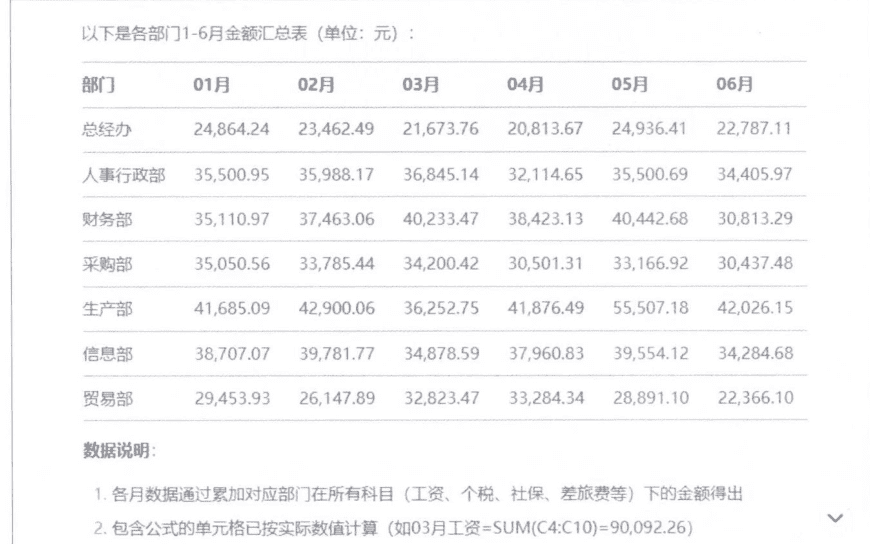 以下是各部门1-6月金额汇总表（单位：元）：
部门 01月 02月 03月 04月 05月 06月
总经办 24,864.24 23,462.49 21,673.76 20,813.67 24,936.41 22,787.11
人事行政部 35,500.95 35,988.17 36,845.14 32,114.65 35,500.69 34,405.97
财务部 35,110.97 37,463.06 40,233.47 38,423.13 40,442.68 30,813.29
采购部 35,050.56 33,785.44 34,200.42 30,501.31 33,166.92 30,437.48
生产部 41,685.09 42,900.06 36,252.75 41,876.49 55,507.18 42,026.15
信息部 38,707.07 39,781.77 34,878.59 37,960.83 39,554.12 34,284.68
贸易部 29,453.93 26,147.89 32,823.47 33,284.34 28,891.10 22,366.10
数据说明：
1. 各月数据通过累加对应部门在所有科目（工资、个税、社保、差旅费等）下的金额得出
2. 包含公式的单元格已按实际数值计算（如03月工资=SUM(C4:C10)=90,092.26）